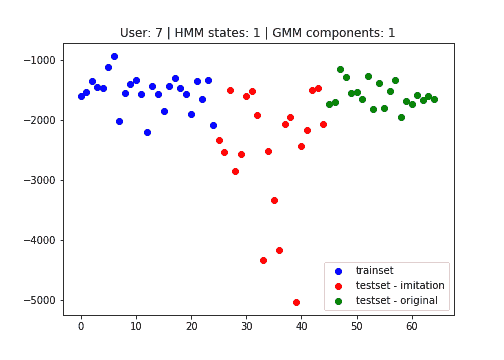 User: 7 | HMM states: 1 | GMM components: 1
−1000
−2000
−3000
−4000
−5000
0 10 20 30 40 50 60
trainset
testset - imitation
testset - original